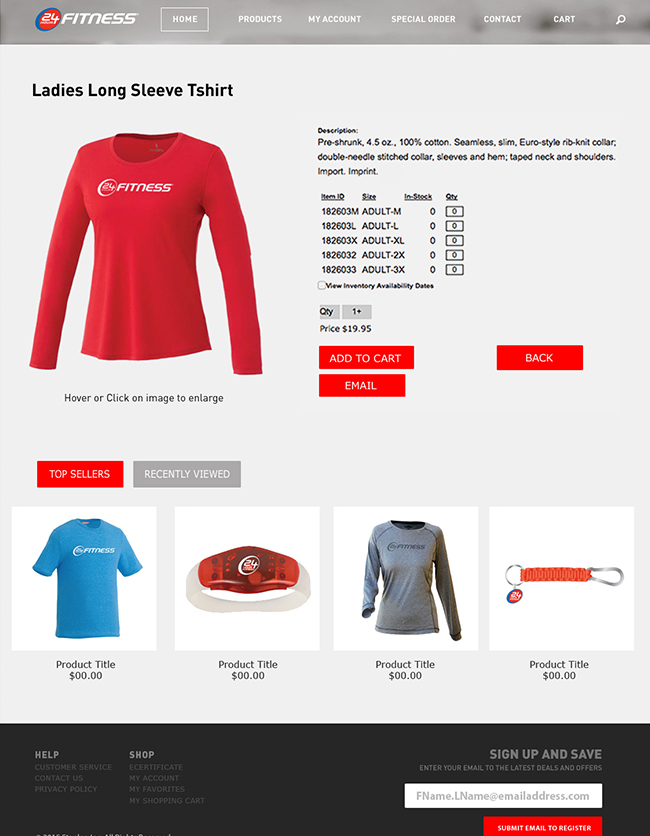 24 FITNESS
HOME PRODUCTS MY ACCOUNT SPECIAL ORDER CONTACT CART
Ladies Long Sleeve Tshirt
24 FITNESS
Description:
Pre-shrunk, 4.5 oz., 100% cotton. Seamless, slim, Euro-style rib-knit collar;
double-needle stitched collar, sleeves and hem; taped neck and shoulders.
Import. Imprint.
Item ID Size In-Stock Qty
182603M ADULT-M 0 0
182603L ADULT-L 0 0
182603X ADULT-XL 0 0
1826032 ADULT-2X 0 0
1826033 ADULT-3X 0 0
View Inventory Availability Dates
Qty 1+
Price $19.95
ADD TO CART BACK
EMAIL
Hover or Click on image to enlarge
TOP SELLERS RECENTLY VIEWED
24 FITNESS
24
24 FITNESS
24
Product Title Product Title Product Title Product Title
$00.00 $00.00 $00.00 $00.00
HELP SHOP
CUSTOMER SERVICE ECERTIFICATE
CONTACT US MY ACCOUNT
PRIVACY POLICY MY FAVORITES
MY SHOPPING CART
SIGN UP AND SAVE
ENTER YOUR EMAIL TO THE LATEST DEALS AND OFFERS
FName.LName@emailaddress.com
SUBMIT EMAIL TO REGISTER